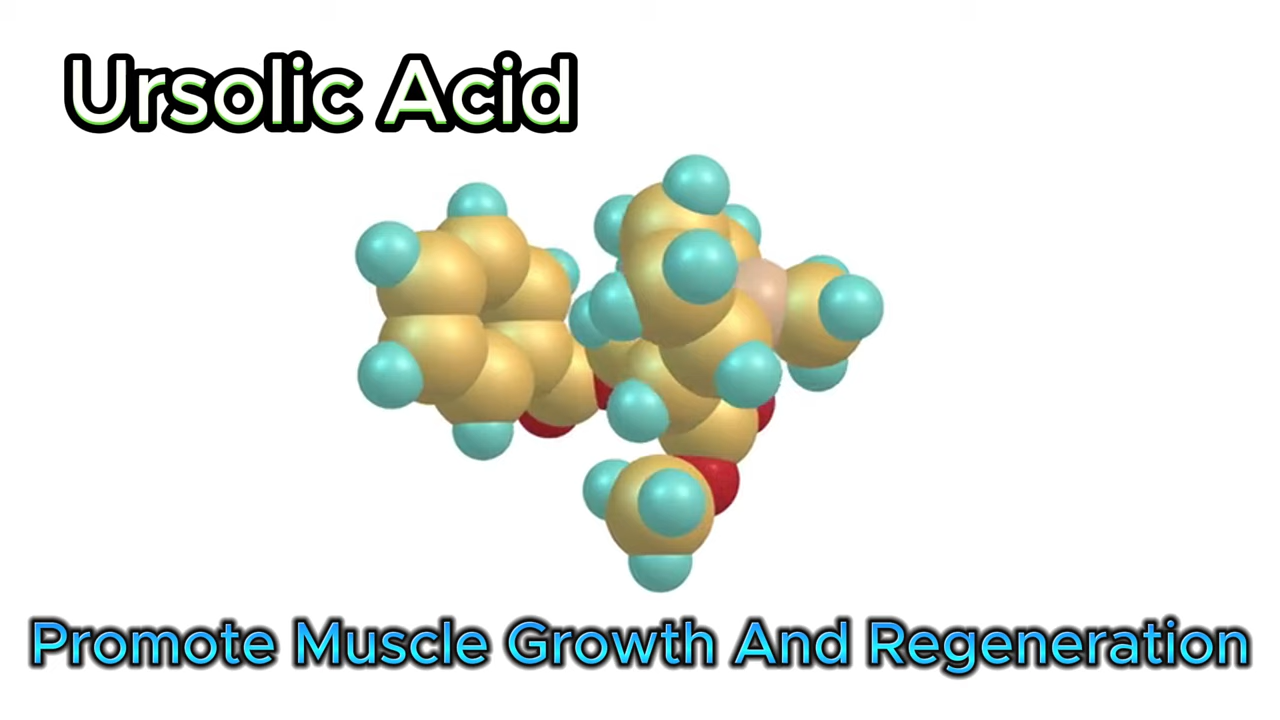 Ursolic Acid
Promote Muscle Growth And Regeneration